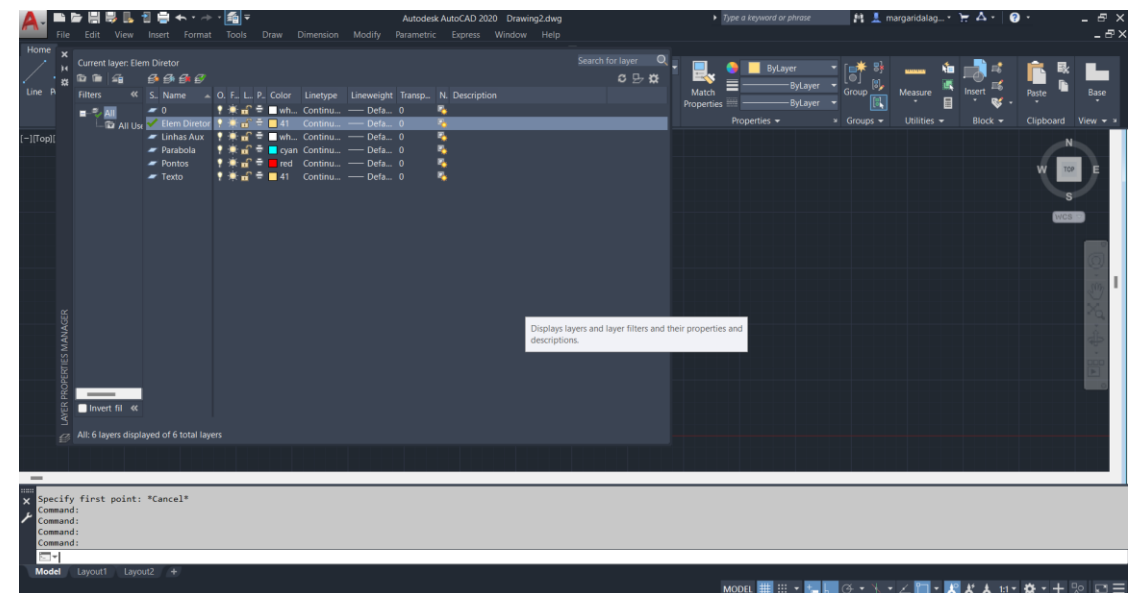 Autodesk AutoCAD 2020 Drawing2.dwg
Type a keyword or phrase
margaridalag...
File Edit View Insert Format Tools Draw Dimension Modify Parametric Express Window Help
Home
Line
Current layer: Elem Diretor
Search for layer
Filters
S.. Name O. F.. L.. P.. Color Linetype Lineweight Transp... N. Description
All
All Use
0 wh... Continu... Defa... 0
Elem Diretor 41 Continu... Defa... 0
Linhas Aux wh... Continu... Defa... 0
Parabola cyan Continu... Defa... 0
Pontos red Continu... Defa... 0
Texto 41 Continu... Defa... 0
Invert fil
All: 6 layers displayed of 6 total layers
LAYER PROPERTIES MANAGER
Displays layers and layer filters and their properties and
descriptions.
Match
Properties
ByLayer
ByLayer
ByLayer
Properties
Group
Groups
Measure
Utilities
Insert
Block
Paste
Clipboard
Base
View
[-][Top][
N
W TOP E
S
WCS
Specify first point: *Cancel*
Command:
Command:
Command:
Command:
Model Layout1 Layout2 +
MODEL 1:1